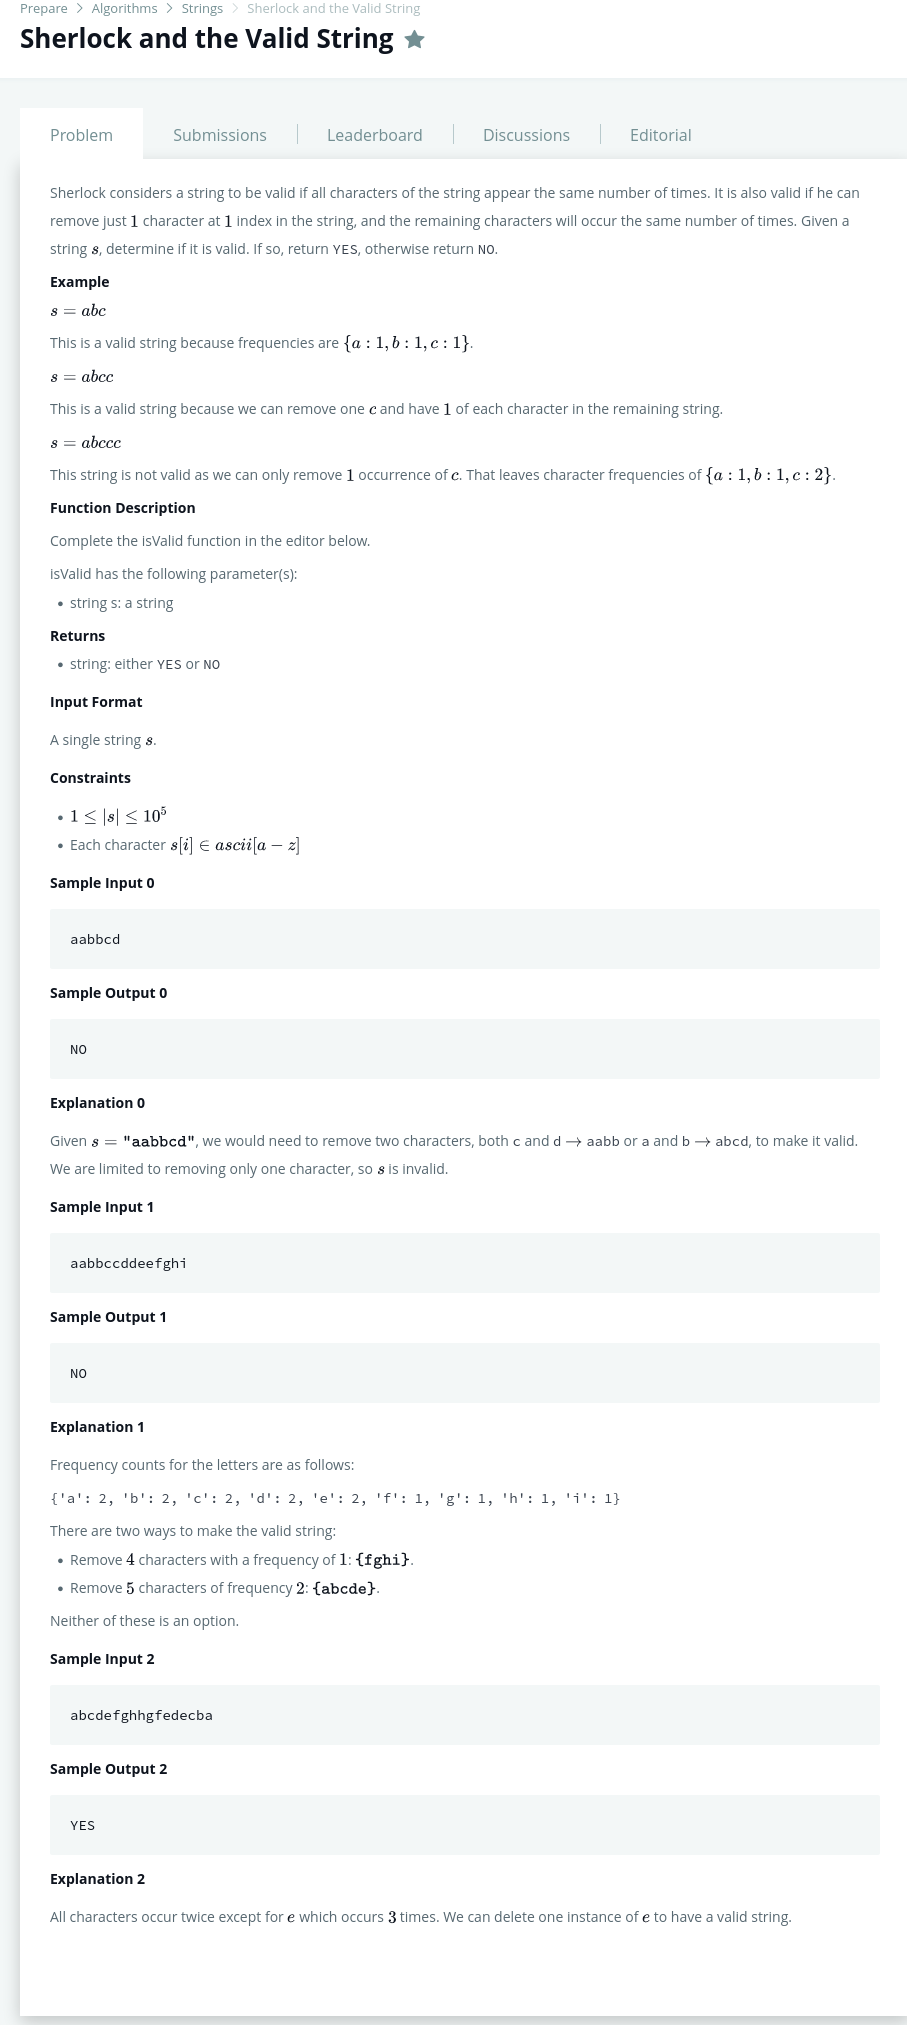 Prepare > Algorithms > Strings > Sherlock and the Valid String
Sherlock and the Valid String
Problem
Submissions
Leaderboard
Discussions
Editorial
Sherlock considers a string to be valid if all characters of the string appear the same number of times. It is also valid if he can
remove just 1 character at 1 index in the string, and the remaining characters will occur the same number of times. Given a
string s, determine if it is valid. If so, return YES, otherwise return NO.
Example
s = abc
This is a valid string because frequencies are {a : 1, b : 1, c : 1}.
s = abcc
This is a valid string because we can remove one c and have 1 of each character in the remaining string.
s = abccc
This string is not valid as we can only remove 1 occurrence of c. That leaves character frequencies of {a : 1, b : 1, c : 2}.
Function Description
Complete the isValid function in the editor below.
isValid has the following parameter(s):
• string s: a string
Returns
• string: either YES or NO
Input Format
A single string s.
Constraints
• 1 ≤ |s| ≤ 10⁵
• Each character s[i] ∈ ascii[a − z]
Sample Input 0
aabbcd
Sample Output 0
NO
Explanation 0
Given s = "aabbcd", we would need to remove two characters, both c and d → aabb or a and b → abcd, to make it valid.
We are limited to removing only one character, so s is invalid.
Sample Input 1
aabbccddeefghi
Sample Output 1
NO
Explanation 1
Frequency counts for the letters are as follows:
{'a': 2, 'b': 2, 'c': 2, 'd': 2, 'e': 2, 'f': 1, 'g': 1, 'h': 1, 'i': 1}
There are two ways to make the valid string:
• Remove 4 characters with a frequency of 1: {fghi}.
• Remove 5 characters of frequency 2: {abcde}.
Neither of these is an option.
Sample Input 2
abcdefghhgfedecba
Sample Output 2
YES
Explanation 2
All characters occur twice except for e which occurs 3 times. We can delete one instance of e to have a valid string.